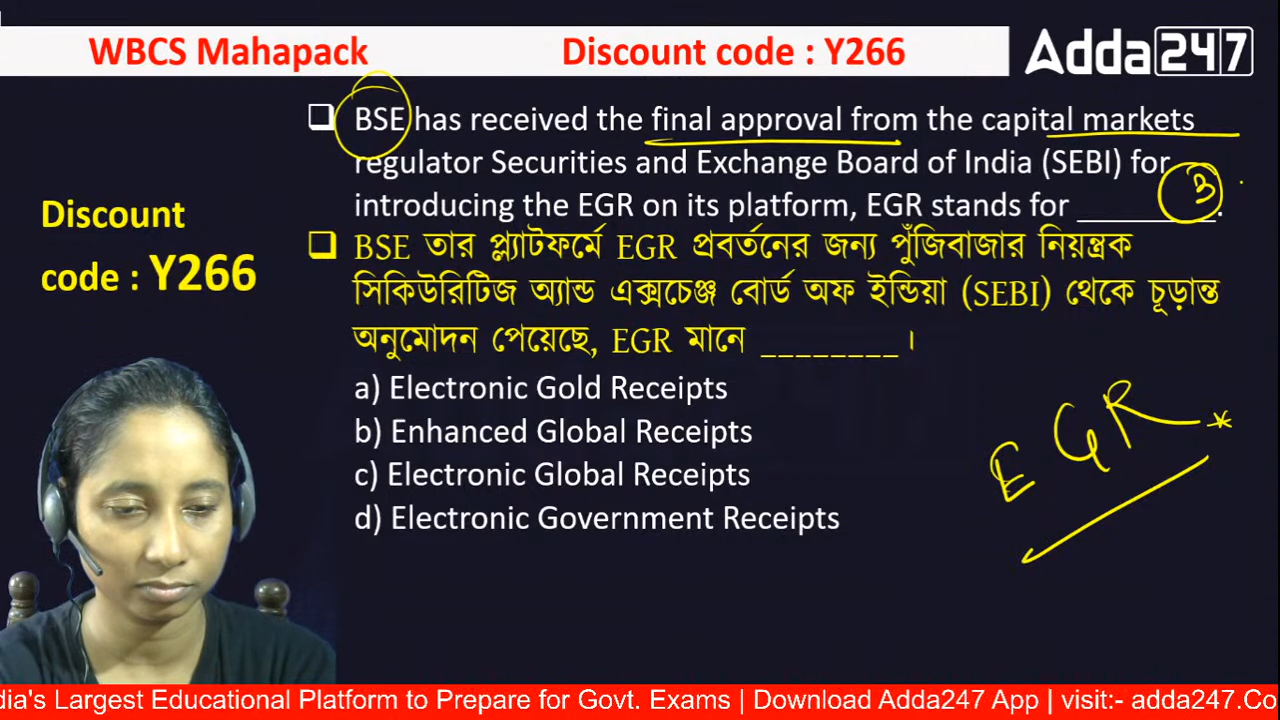 WBCS Mahapack
Discount code : Y266
Adda247
BSE has received the final approval from the capital markets
regulator Securities and Exchange Board of India (SEBI) for
introducing the EGR on its platform, EGR stands for ________.
3
Discount
code : Y266
BSE তার প্ল্যাটফর্মে EGR প্রবর্তনের জন্য পুঁজিবাজার নিয়ন্ত্রক
সিকিউরিটিজ অ্যান্ড এক্সচেঞ্জ বোর্ড অফ ইন্ডিয়া (SEBI) থেকে চূড়ান্ত
অনুমোদন পেয়েছে, EGR মানে ________ ।
a) Electronic Gold Receipts
b) Enhanced Global Receipts
c) Electronic Global Receipts
d) Electronic Government Receipts
EGR *
dia's Largest Educational Platform to Prepare for Govt. Exams | Download Adda247 App | visit:- adda247.Co